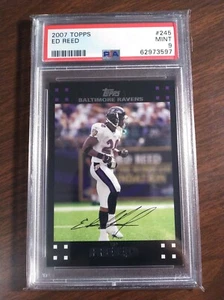 2007 TOPPS #245
ED REED MINT
9
PSA 62973597
Topps
BALTIMORE RAVENS
ED REED